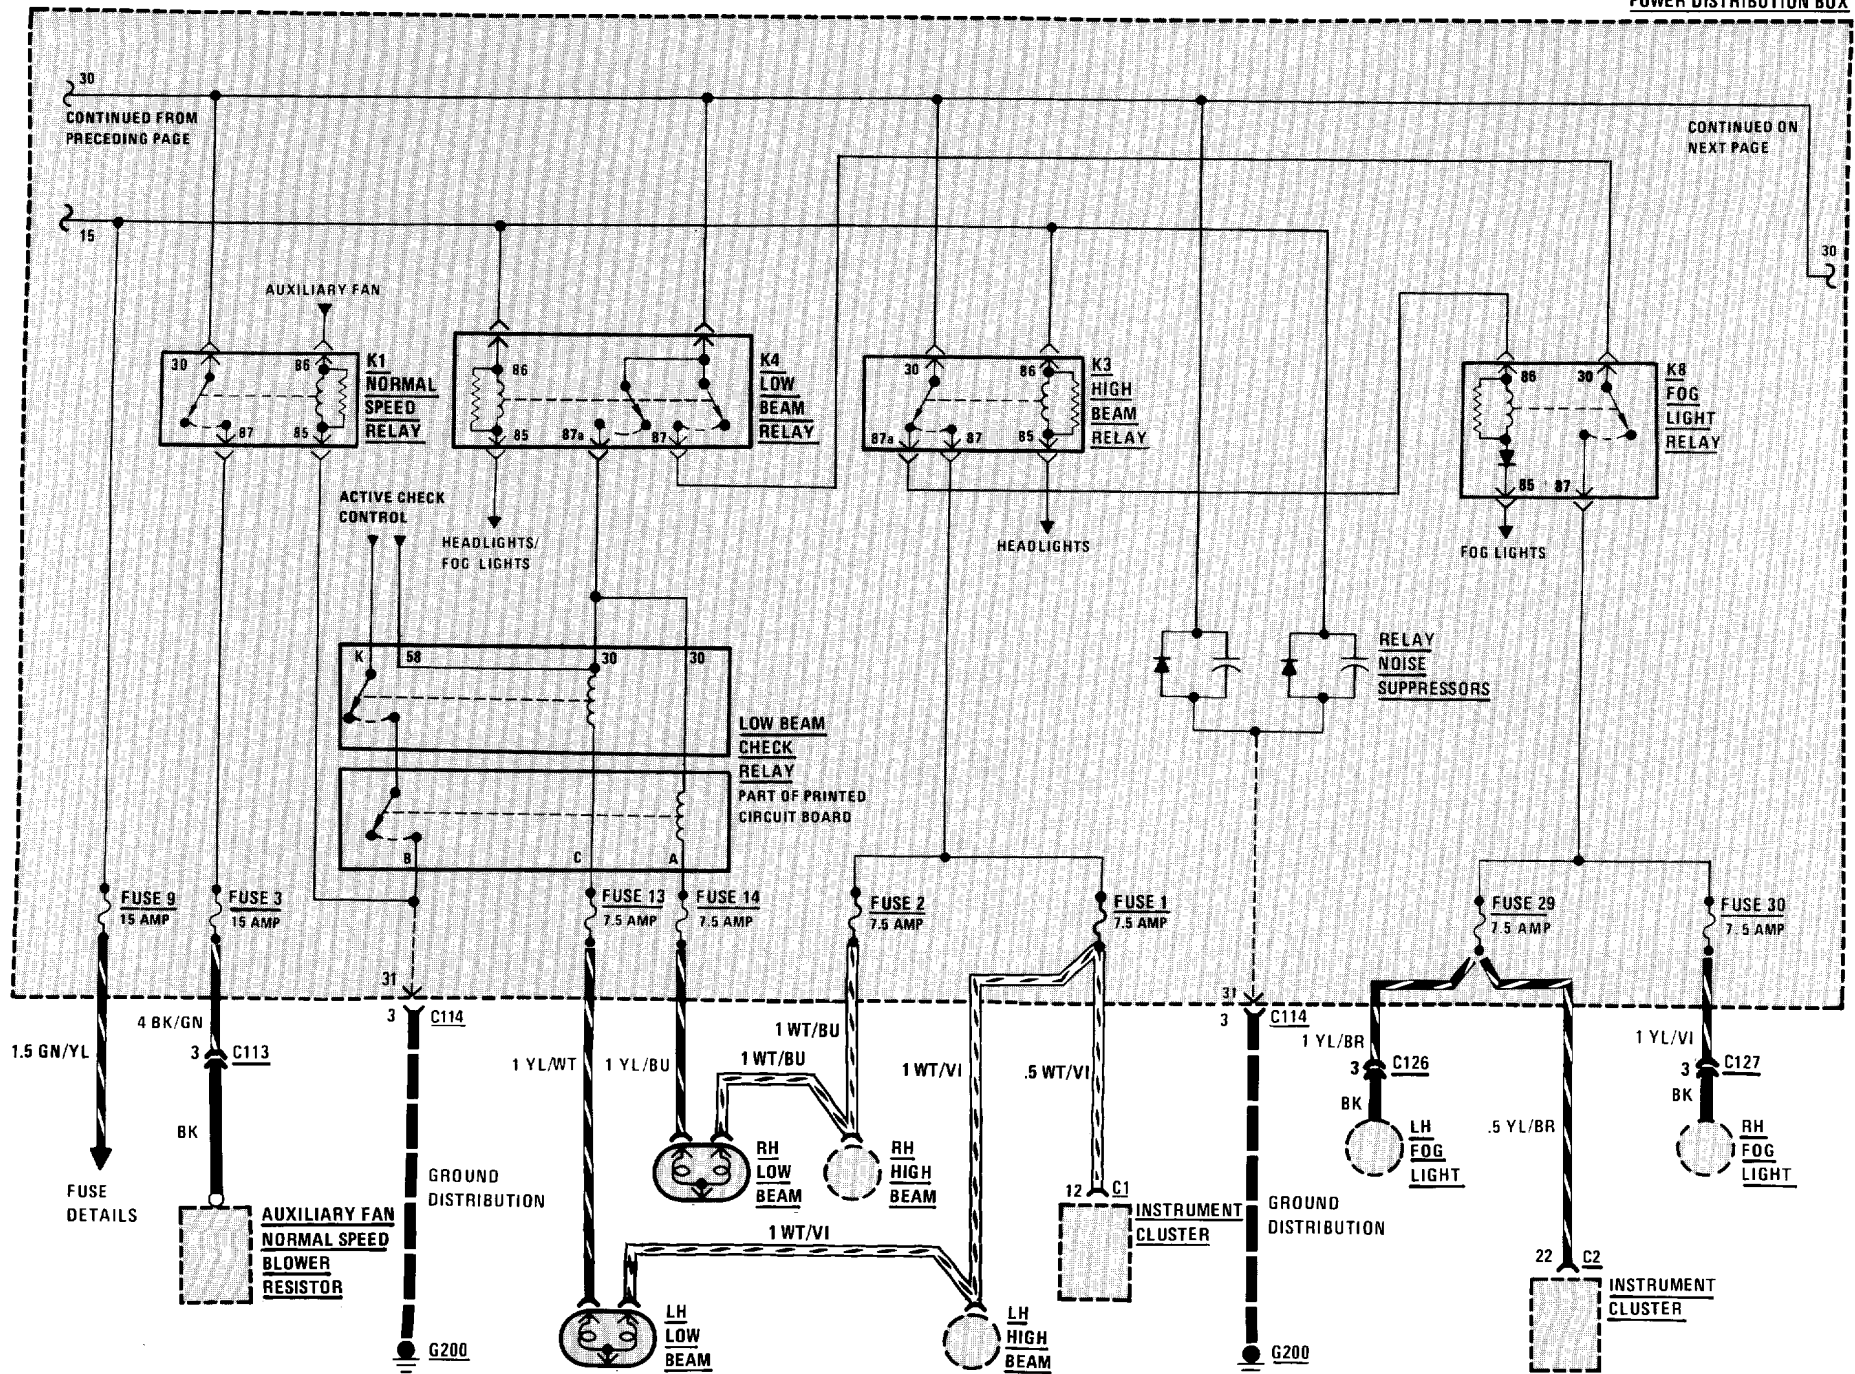 POWER DISTRIBUTION BOX
30
CONTINUED FROM
PRECEDING PAGE
CONTINUED ON
NEXT PAGE
15
30
AUXILIARY FAN
30
86
87
85
K1
NORMAL
SPEED
RELAY
86
85
87a
87
K4
LOW
BEAM
RELAY
30
86
87a
87
85
K3
HIGH
BEAM
RELAY
86
30
85
87
K8
FOG
LIGHT
RELAY
ACTIVE CHECK
CONTROL
HEADLIGHTS/
FOG LIGHTS
HEADLIGHTS
FOG LIGHTS
K
58
30
30
LOW BEAM
CHECK
RELAY
PART OF PRINTED
CIRCUIT BOARD
B
C
A
RELAY
NOISE
SUPPRESSORS
FUSE 9
15 AMP
FUSE 3
15 AMP
FUSE 13
7.5 AMP
FUSE 14
7.5 AMP
FUSE 2
7.5 AMP
FUSE 1
7.5 AMP
FUSE 29
7.5 AMP
FUSE 30
7.5 AMP
31
3
C114
31
3
C114
4 BK/GN
1.5 GN/YL
3
C113
BK
1 YL/WT
1 YL/BU
1 WT/BU
1 WT/BU
1 WT/VI
.5 WT/VI
1 YL/BR
3
C126
BK
.5 YL/BR
1 YL/VI
3
C127
BK
FUSE
DETAILS
AUXILIARY FAN
NORMAL SPEED
BLOWER
RESISTOR
GROUND
DISTRIBUTION
G200
RH
LOW
BEAM
RH
HIGH
BEAM
1 WT/VI
LH
LOW
BEAM
LH
HIGH
BEAM
12
C1
INSTRUMENT
CLUSTER
GROUND
DISTRIBUTION
G200
LH
FOG
LIGHT
RH
FOG
LIGHT
22
C2
INSTRUMENT
CLUSTER